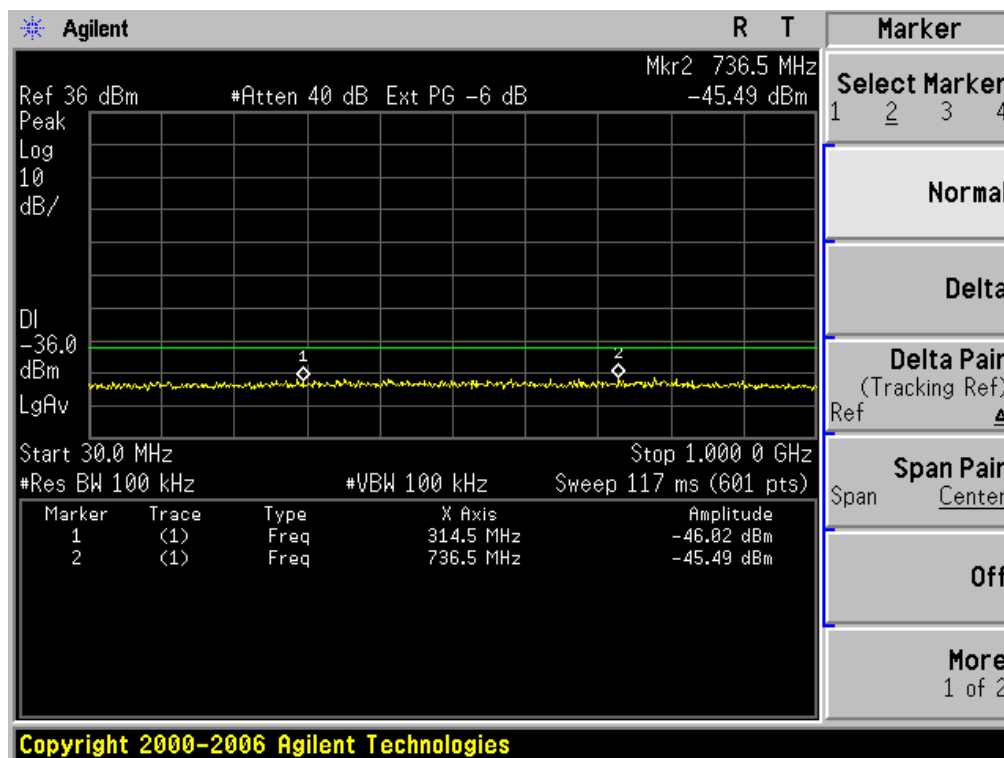 Agilent R T
Mkr2 736.5 MHz
Ref 36 dBm #Atten 40 dB Ext PG -6 dB -45.49 dBm
Peak
Log
10
dB/
DI
-36.0
dBm
LgAv
1
2
Start 30.0 MHz Stop 1.000 0 GHz
#Res BW 100 kHz #VBW 100 kHz Sweep 117 ms (601 pts)
Marker Trace Type X Axis Amplitude
1 (1) Freq 314.5 MHz -46.02 dBm
2 (1) Freq 736.5 MHz -45.49 dBm
Marker
Select Marker
1 2 3 4
Normal
Delta
Delta Pair
(Tracking Ref)
Ref Δ
Span Pair
Span Center
Off
More
1 of 2
Copyright 2000-2006 Agilent Technologies